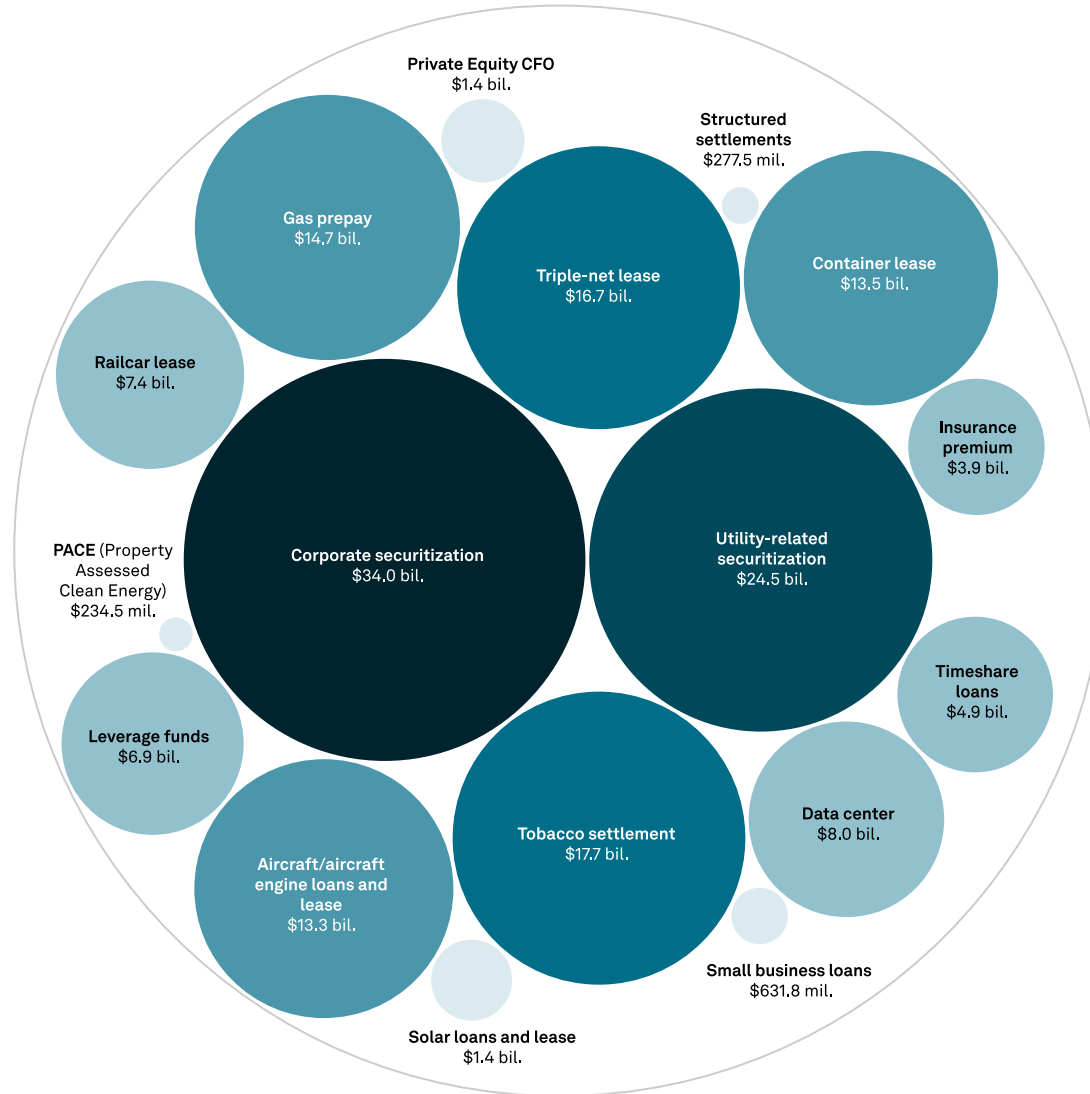 Private Equity CFO
$1.4 bil.
Structured
settlements
$277.5 mil.
Gas prepay
$14.7 bil.
Triple-net lease
$16.7 bil.
Container lease
$13.5 bil.
Railcar lease
$7.4 bil.
Insurance
premium
$3.9 bil.
PACE (Property
Assessed
Clean Energy)
$234.5 mil.
Corporate securitization
$34.0 bil.
Utility-related
securitization
$24.5 bil.
Timeshare
loans
$4.9 bil.
Leverage funds
$6.9 bil.
Data center
$8.0 bil.
Tobacco settlement
$17.7 bil.
Aircraft/aircraft
engine loans and
lease
$13.3 bil.
Small business loans
$631.8 mil.
Solar loans and lease
$1.4 bil.